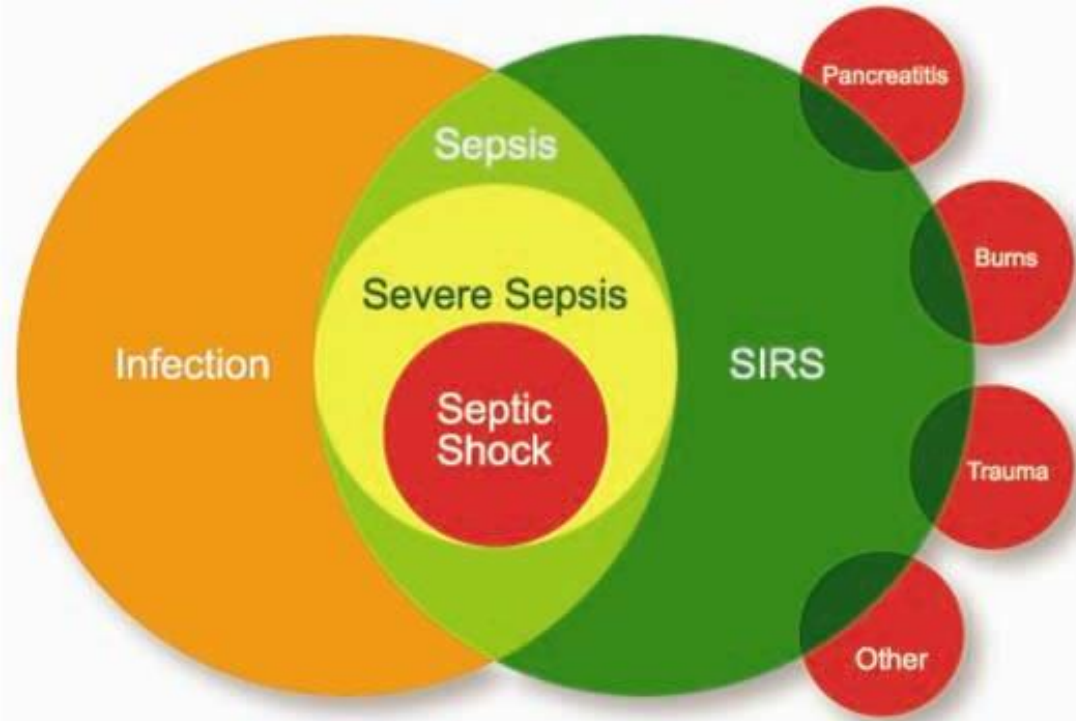 Pancreatitis
Sepsis
Burns
Severe Sepsis
Infection
SIRS
Septic
Shock
Trauma
Other